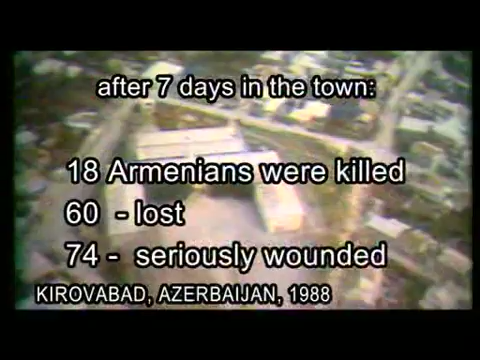 after 7 days in the town:
18 Armenians were killed
60 - lost
74 - seriously wounded
KIROVABAD, AZERBAIJAN, 1988